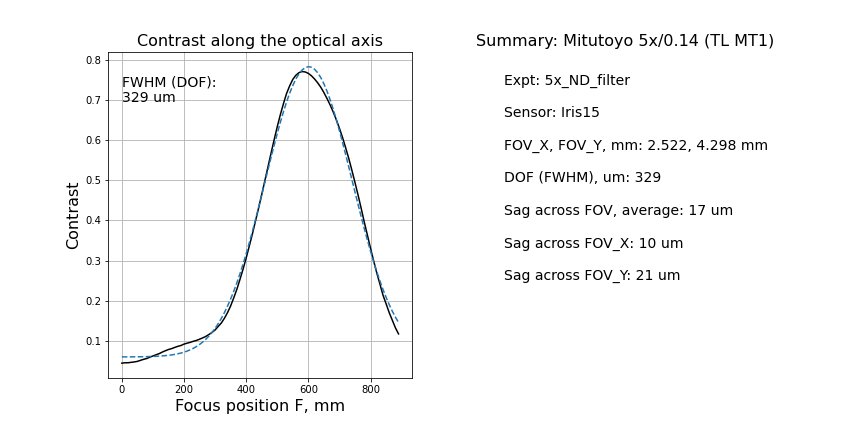 Contrast along the optical axis
0.8
0.7
0.6
0.5
0.4
0.3
0.2
0.1
Contrast
FWHM (DOF):
329 um
0
200
400
600
800
Focus position F, mm
Summary: Mitutoyo 5x/0.14 (TL MT1)
Expt: 5x_ND_filter
Sensor: Iris15
FOV_X, FOV_Y, mm: 2.522, 4.298 mm
DOF (FWHM), um: 329
Sag across FOV, average: 17 um
Sag across FOV_X: 10 um
Sag across FOV_Y: 21 um